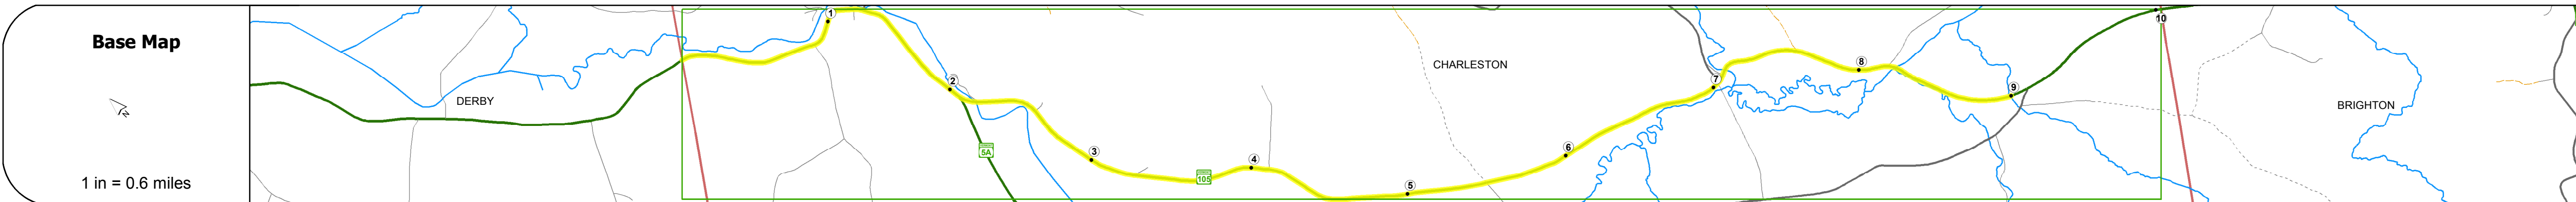 Base Map
N
1 in = 0.6 miles
DERBY
1
2
5A
3
105
4
5
CHARLESTON
6
7
8
9
10
BRIGHTON